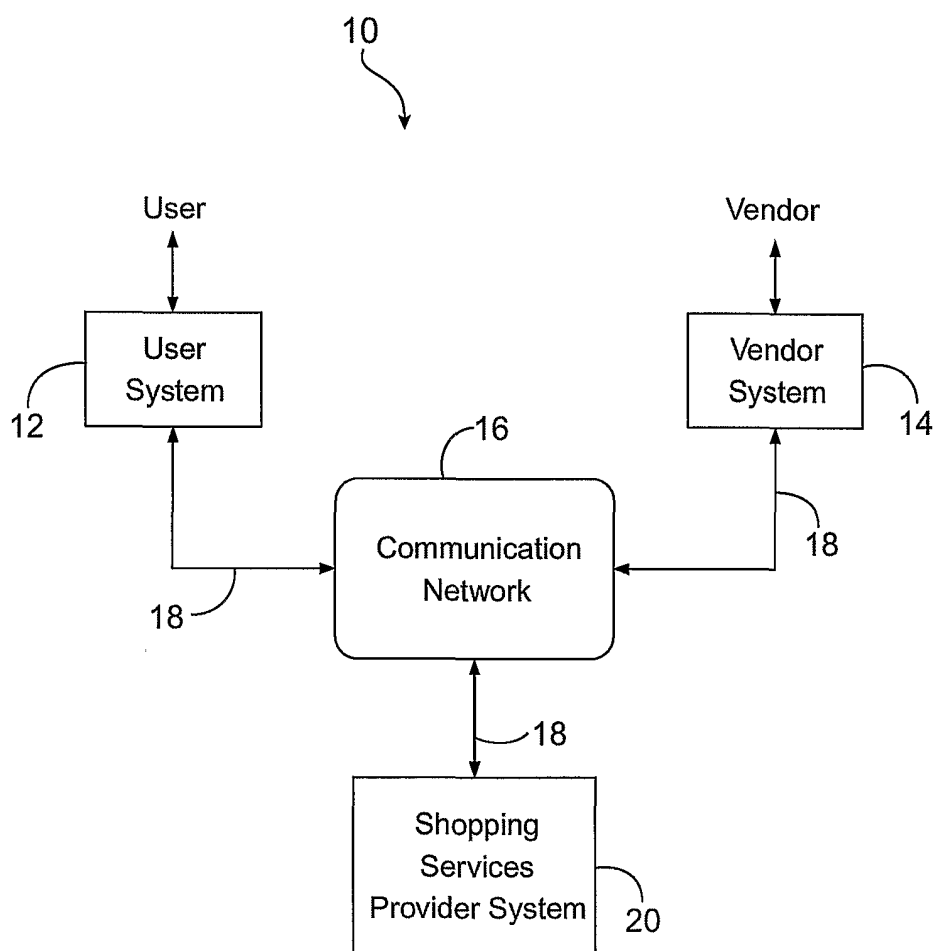 10
User
Vendor
User
System
Vendor
System
12
14
16
Communication
Network
18
18
18
Shopping
Services
Provider System
20